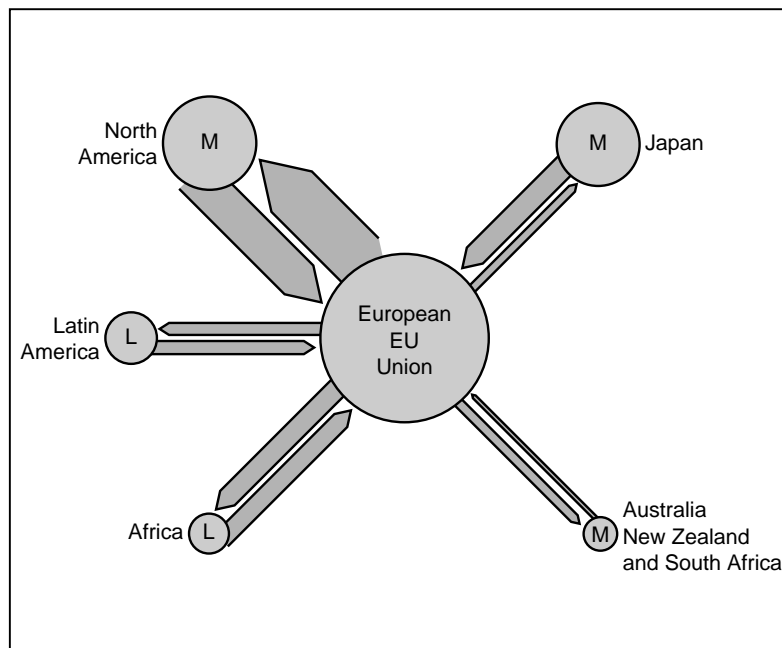 North
America
M
M
Japan
European
EU
Union
Latin
America
L
Africa
L
M
Australia
New Zealand
and South Africa